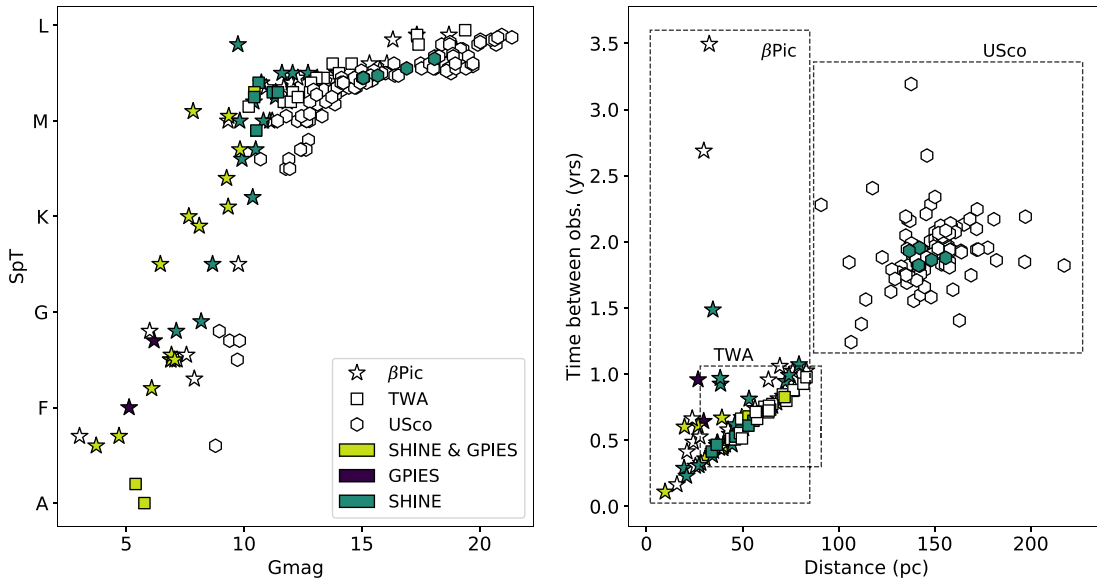 L
M
K
G
F
A
SpT
5
10
15
20
Gmag
βPic
TWA
USco
SHINE & GPIES
GPIES
SHINE
3.5
3.0
2.5
2.0
1.5
1.0
0.5
0.0
Time between obs. (yrs)
0
50
100
150
200
Distance (pc)
βPic
USco
TWA